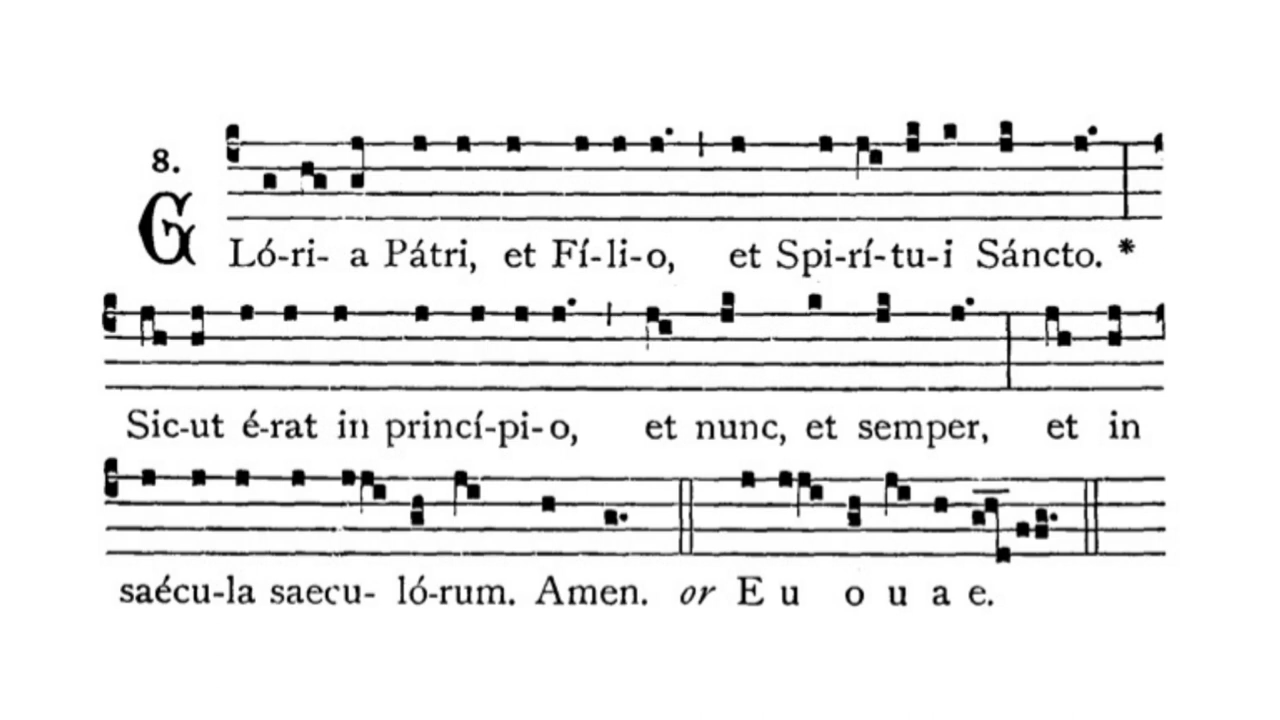 8.
GLó-ri- a Pátri, et Fí-li-o, et Spi-rí-tu-i Sáncto. *
Sic-ut é-rat in princí-pi-o, et nunc, et semper, et in
saécu-la saecu- ló-rum. Amen. or E u o u a e.